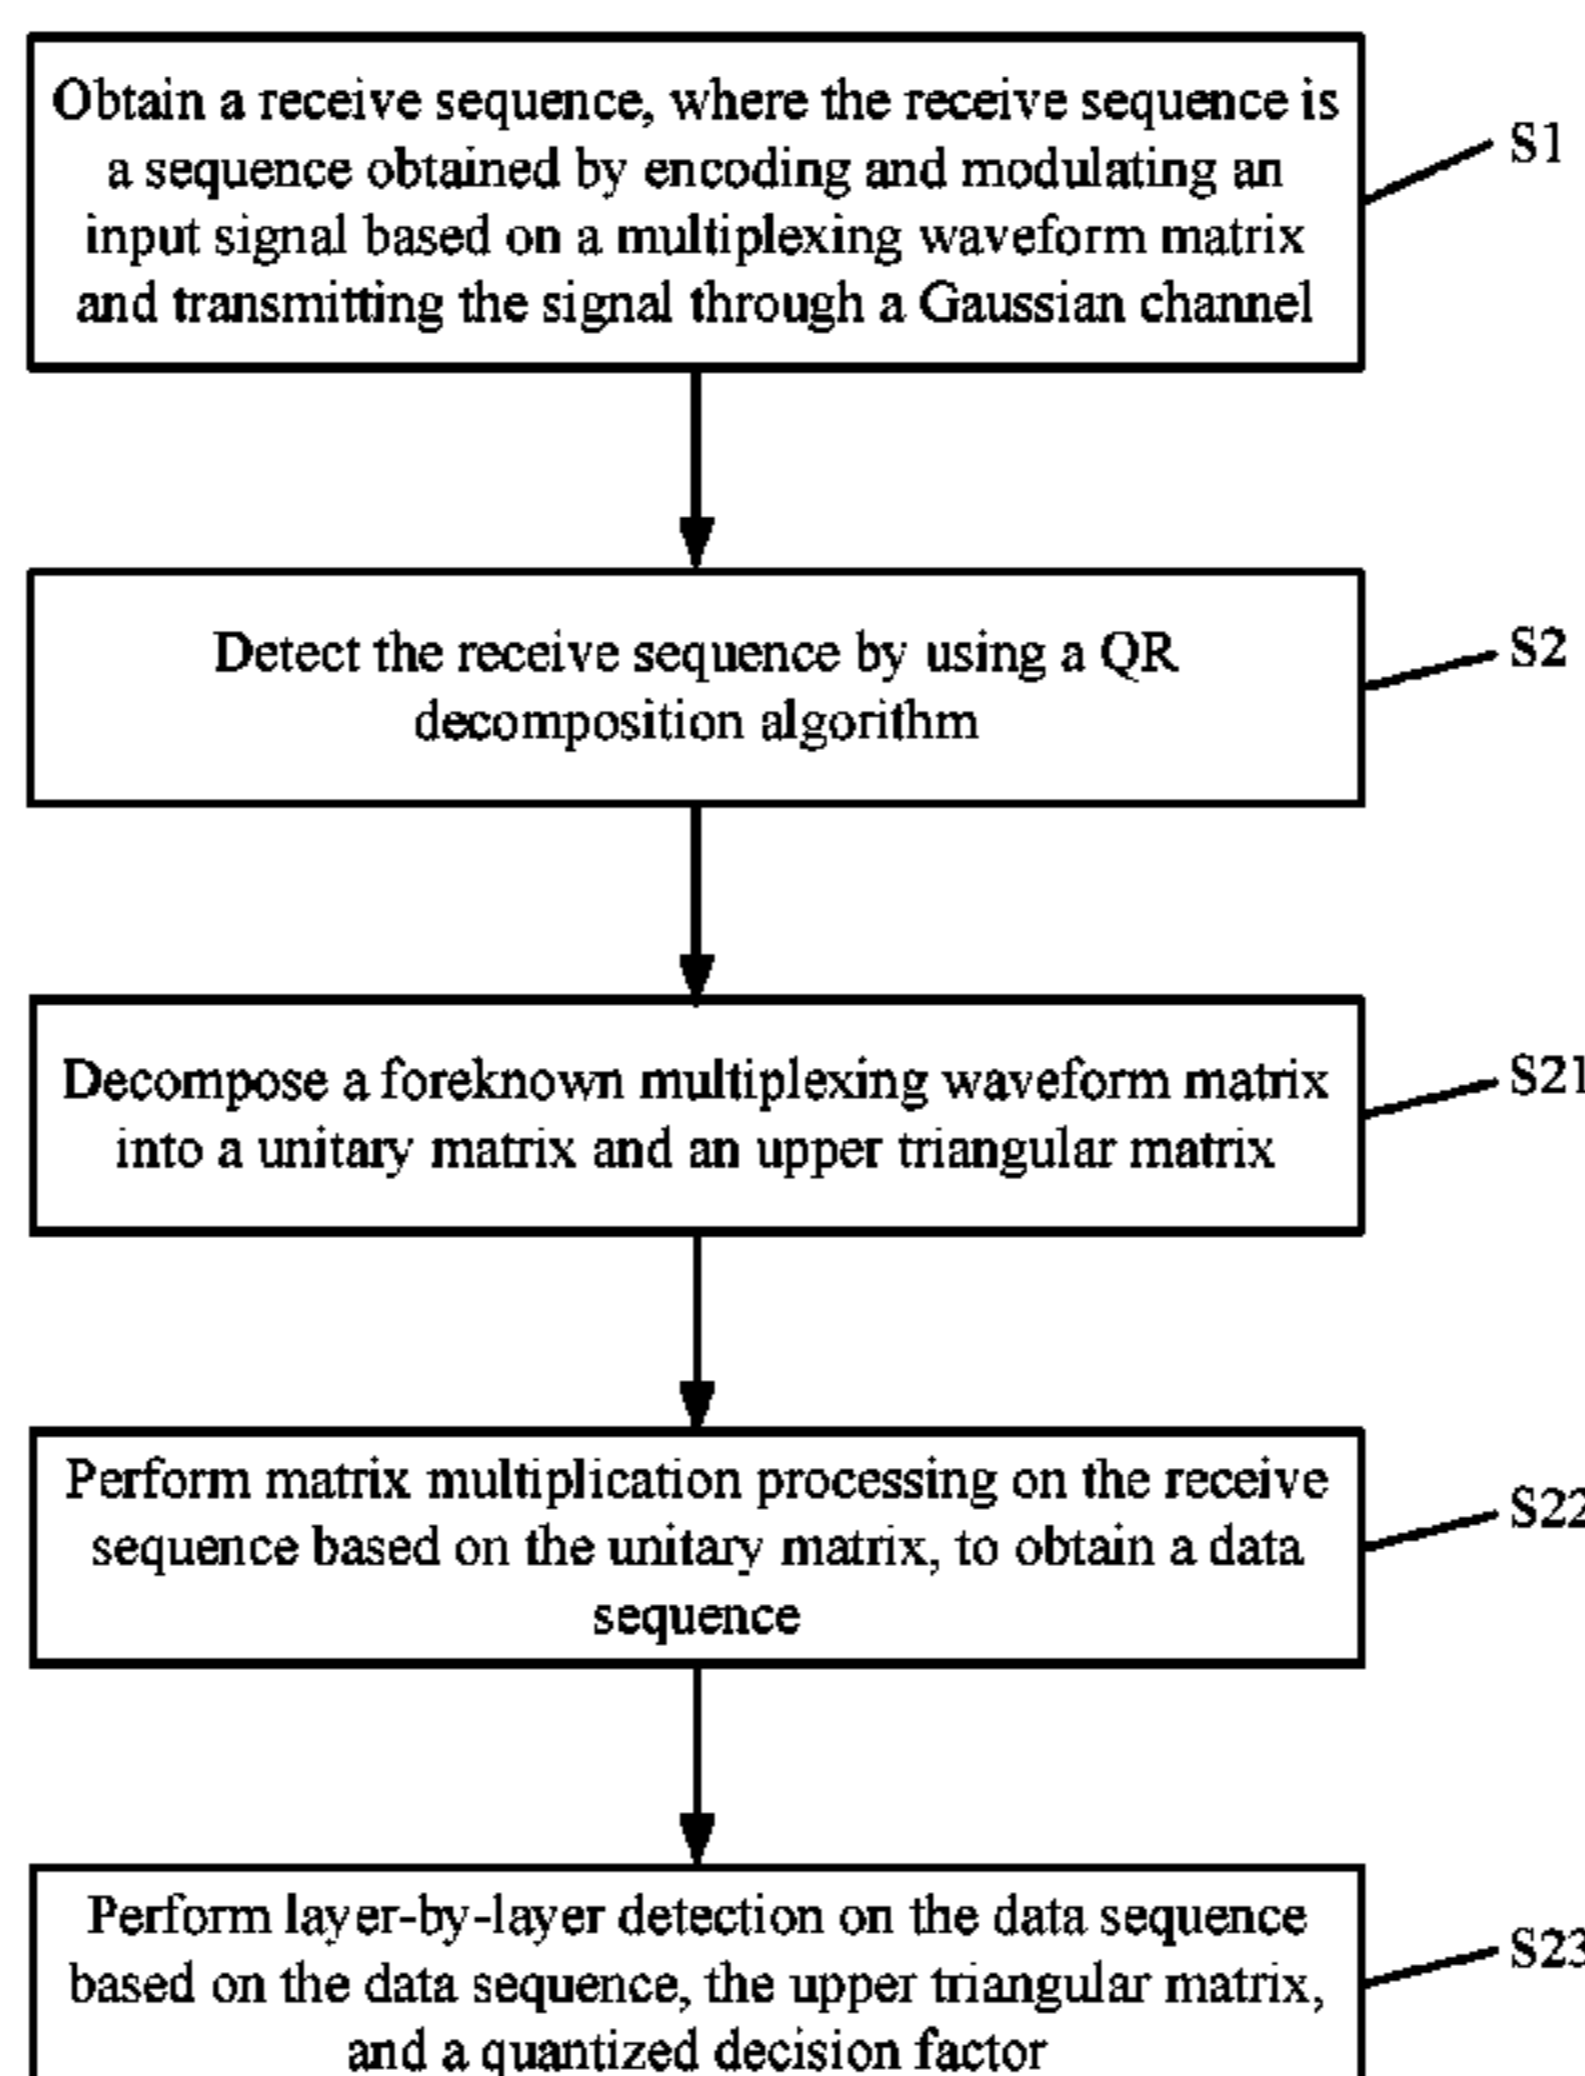 Obtain a receive sequence, where the receive sequence is
a sequence obtained by encoding and modulating an
input signal based on a multiplexing waveform matrix
and transmitting the signal through a Gaussian channel
S1
Detect the receive sequence by using a QR
decomposition algorithm
S2
Decompose a foreknown multiplexing waveform matrix
into a unitary matrix and an upper triangular matrix
S21
Perform matrix multiplication processing on the receive
sequence based on the unitary matrix, to obtain a data
sequence
S22
Perform layer-by-layer detection on the data sequence
based on the data sequence, the upper triangular matrix,
and a quantized decision factor
S23